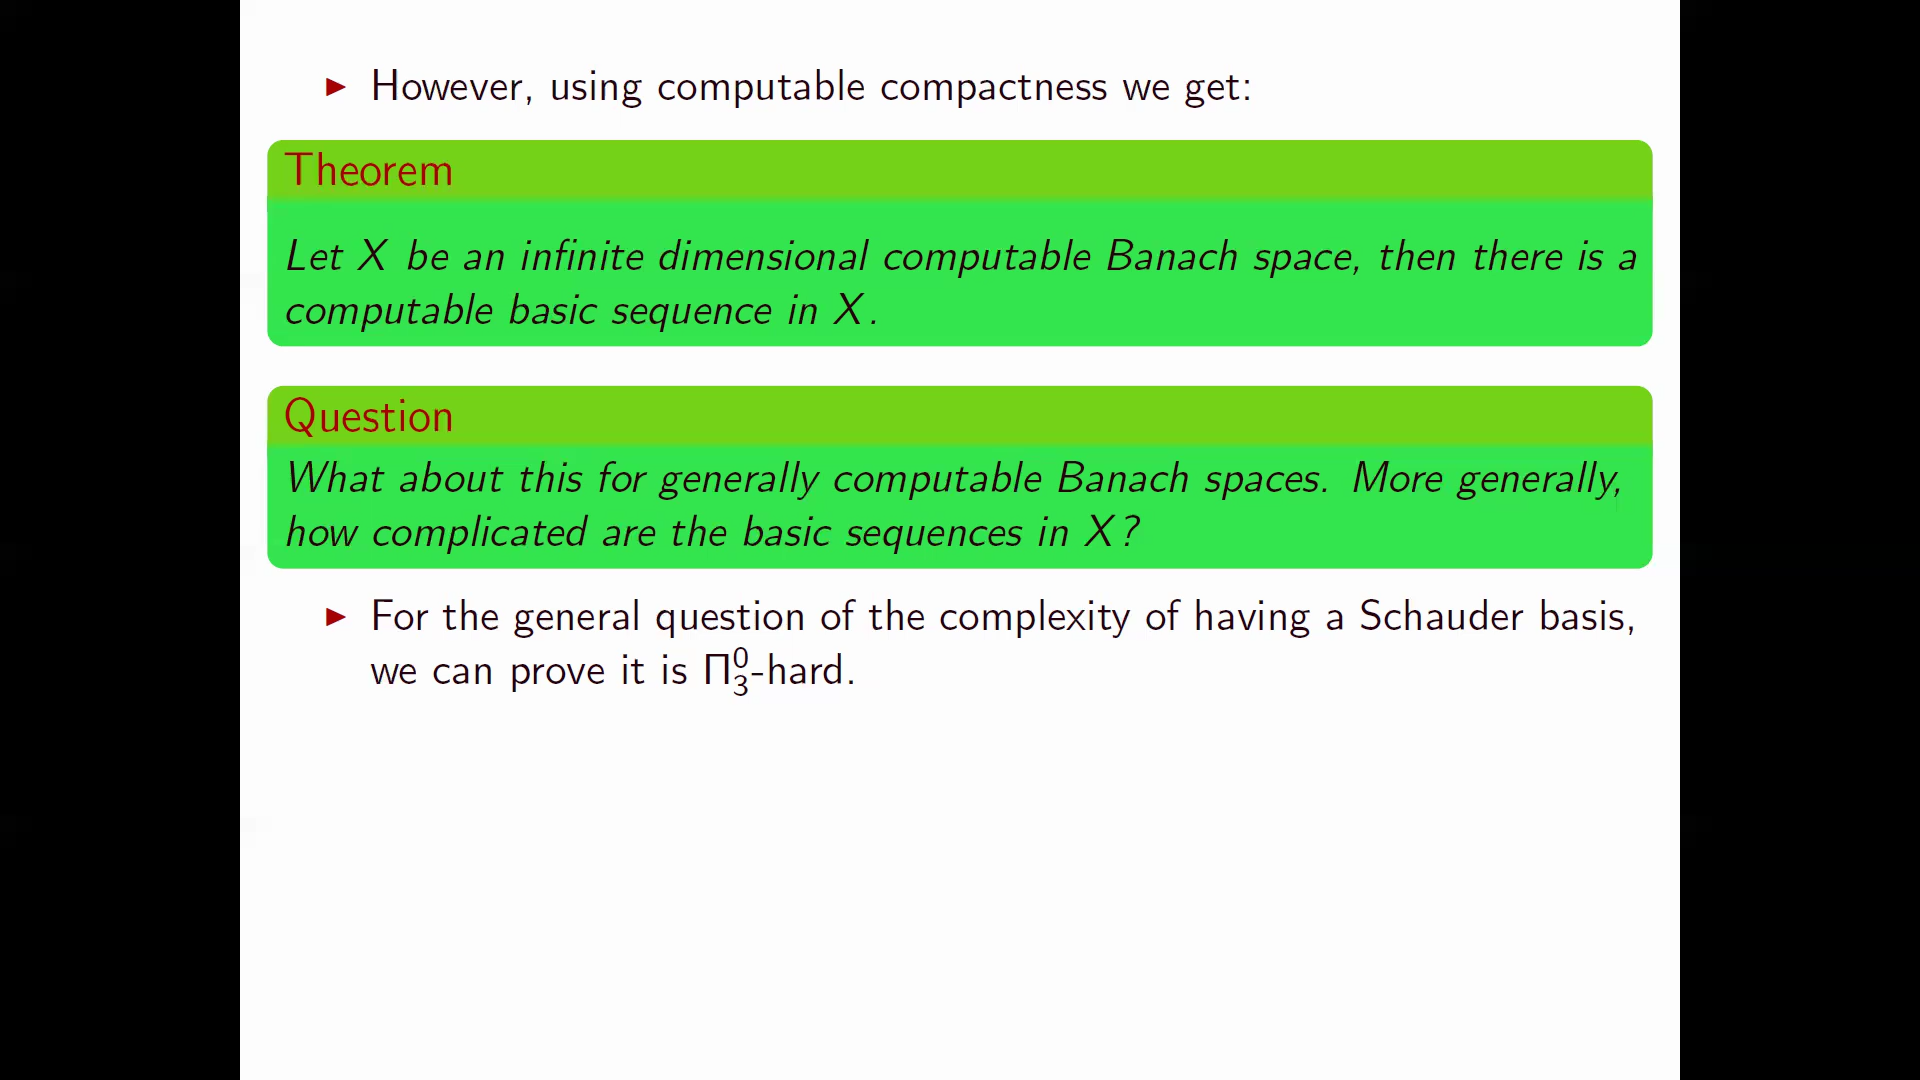 ▶ However, using computable compactness we get:
Theorem
Let X be an infinite dimensional computable Banach space, then there is a
computable basic sequence in X.
Question
What about this for generally computable Banach spaces. More generally,
how complicated are the basic sequences in X?
▶ For the general question of the complexity of having a Schauder basis,
we can prove it is Π⁰₃-hard.